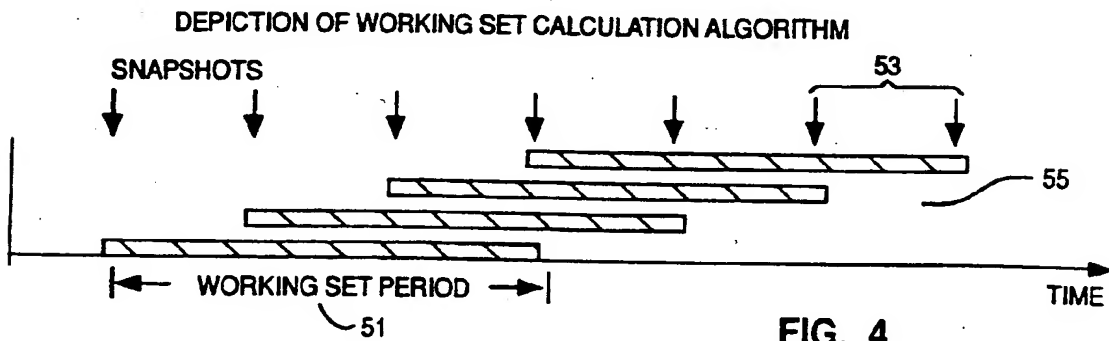 DEPICTION OF WORKING SET CALCULATION ALGORITHM
SNAPSHOTS
53
55
WORKING SET PERIOD
TIME
51
FIG. 4